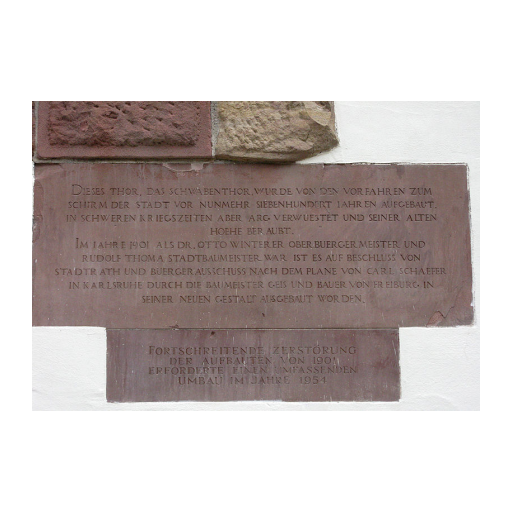 DIESES THOR, DAS SCHWABENTHOR, WURDE VON DEN VORFAHREN ZUM
SCHIRM DER STADT VOR NUNMEHR SIEBENHUNDERT JAHREN AUFGEBAUT,
IN SCHWEREN KRIEGSZEITEN ABER ARG VERWUESTET UND SEINER ALTEN
HOEHE BERAUBT.
IM JAHRE 1901 ALS DR. OTTO WINTERER OBERBUERGERMEISTER UND
RUDOLF THOMA STADTBAUMEISTER WAR IST ES AUF BESCHLUSS VON
STADTRATH UND BUERGERAUSSCHUSS NACH DEM PLANE VON CARL SCHAEFER
IN KARLSRUHE DURCH DIE BAUMEISTER GEIS UND BAUER VON FREIBURG IN
SEINER NEUEN GESTALT AUSGEBAUT WORDEN.
FORTSCHREITENDE ZERSTÖRUNG
DER AUFBAUTEN VON 1901
ERFORDERTE EINEN UMFASSENDEN
UMBAU IM JAHRE 1954